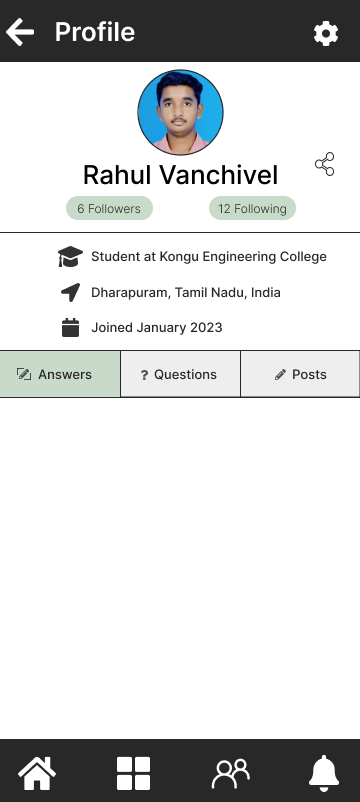 Profile
Rahul Vanchivel
6 Followers
12 Following
Student at Kongu Engineering College
Dharapuram, Tamil Nadu, India
Joined January 2023
Answers
? Questions
Posts